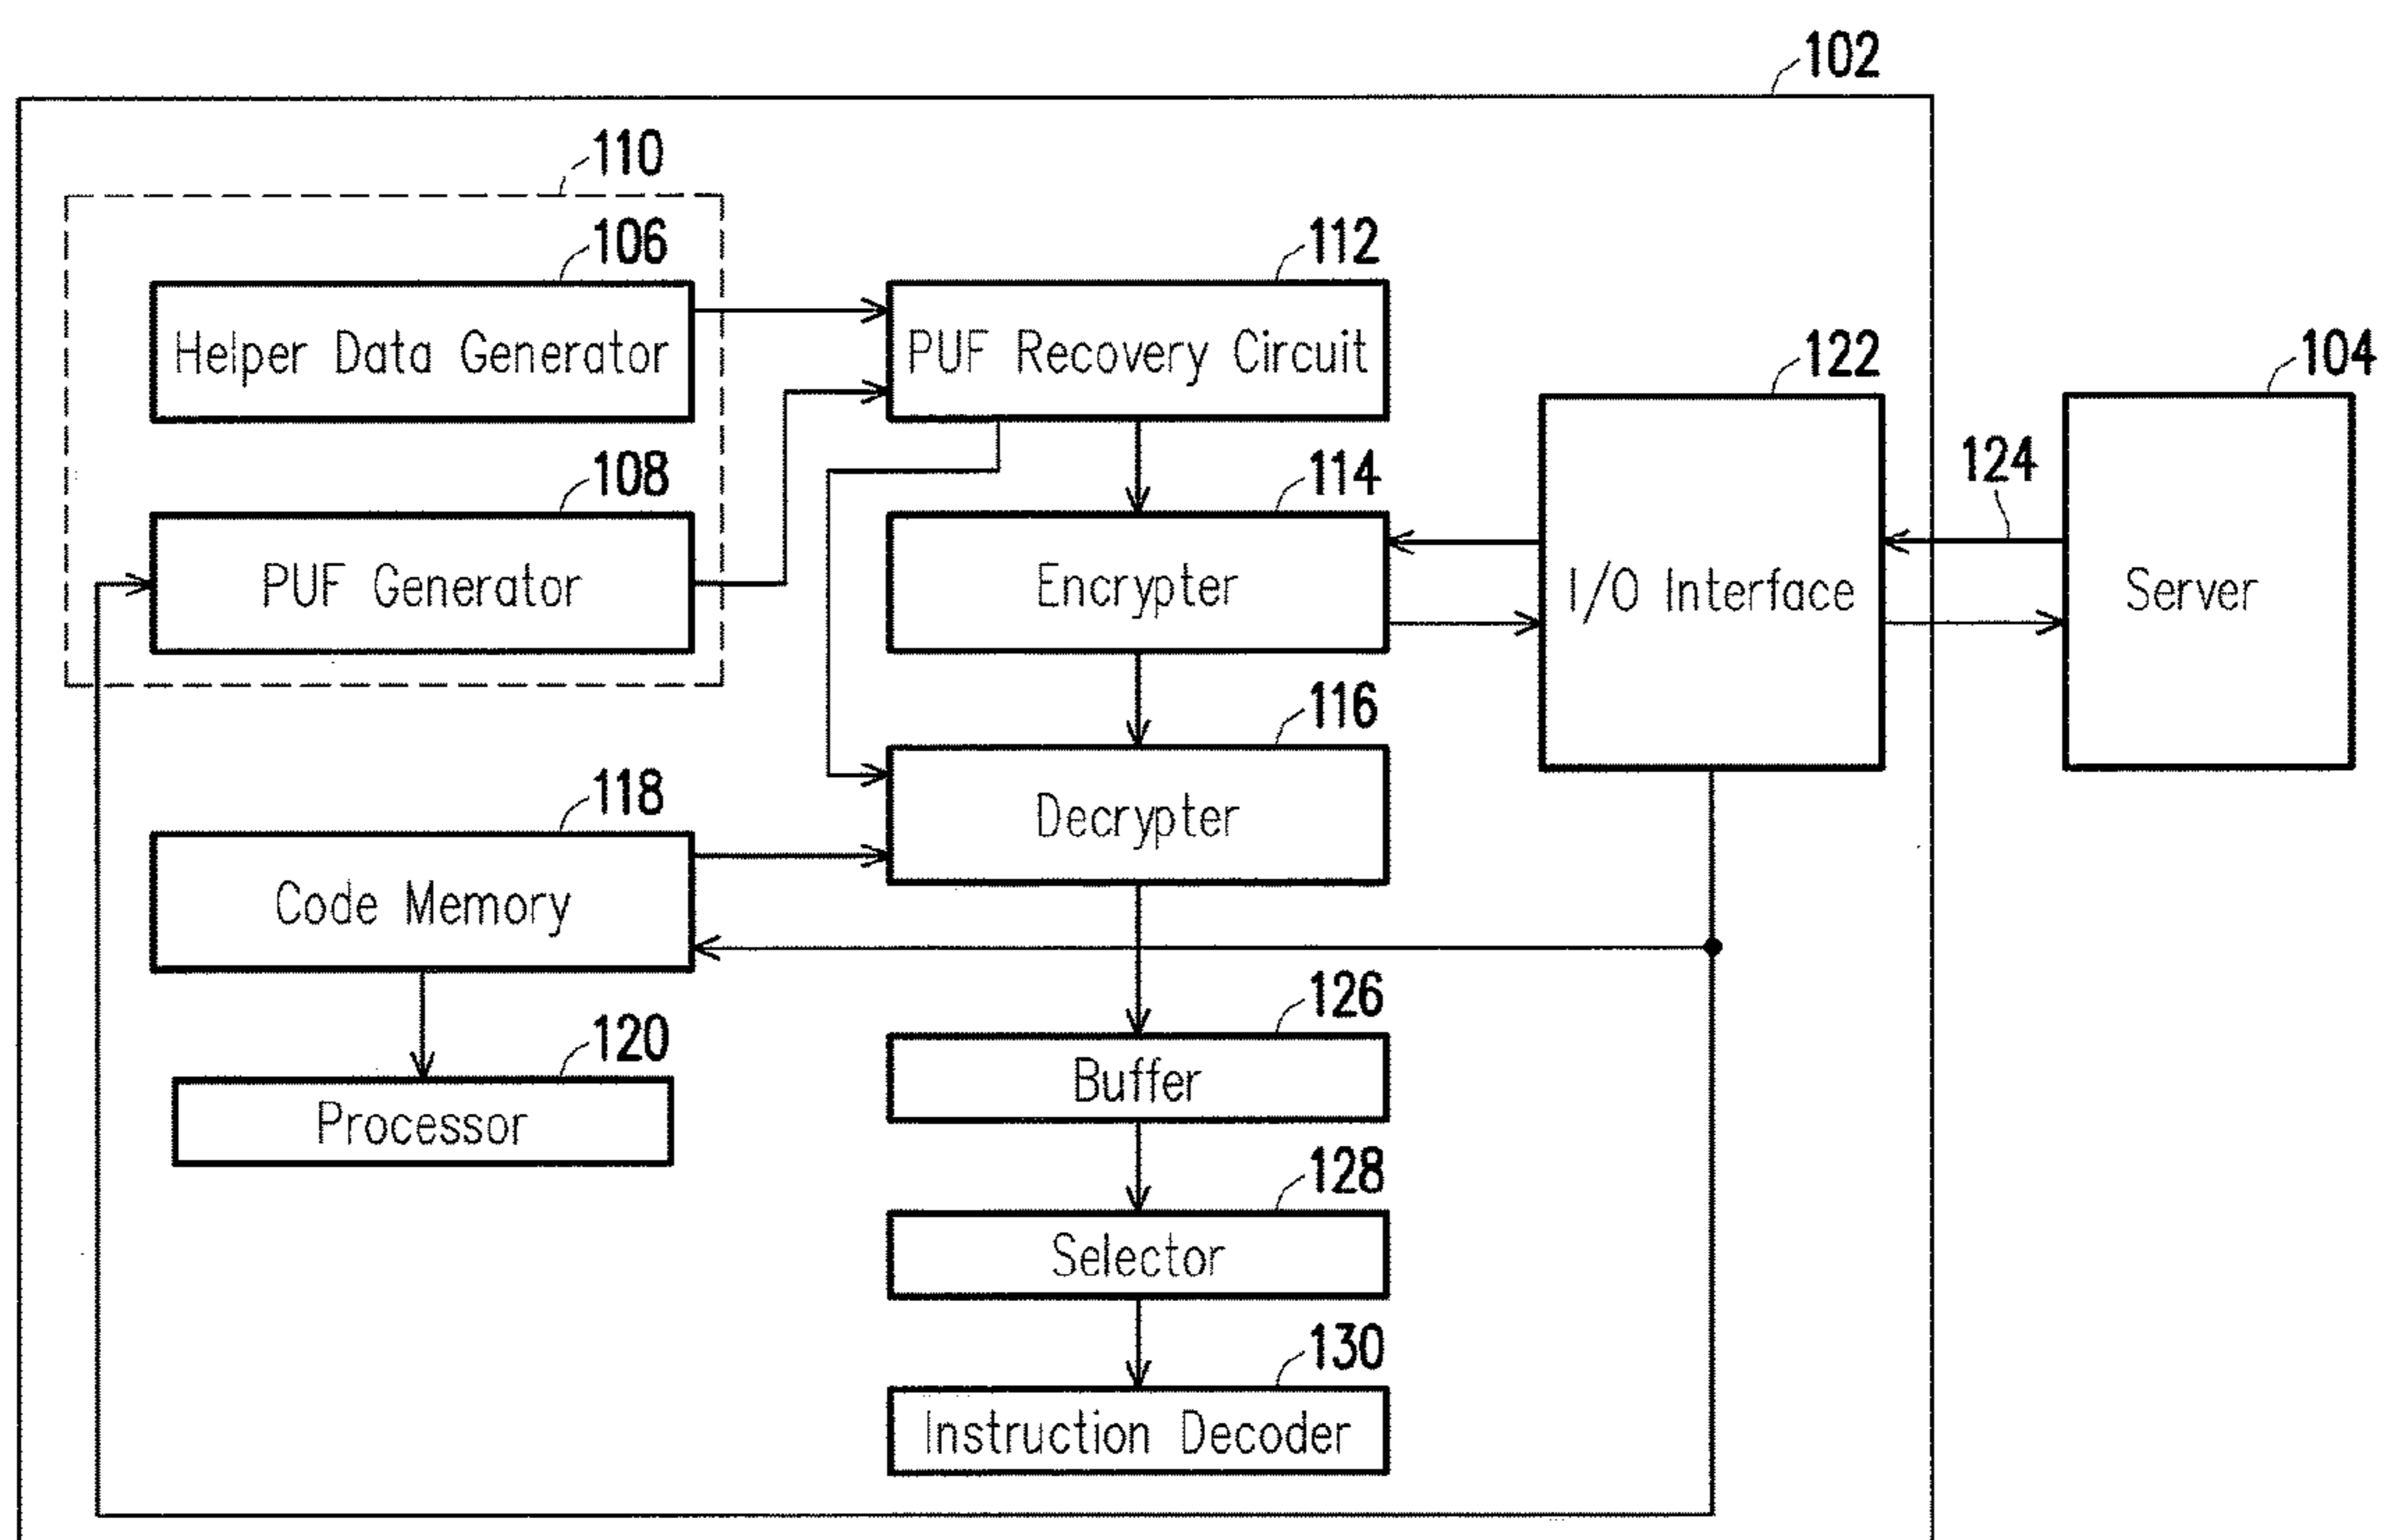 102
110
106
112
Helper Data Generator
PUF Recovery Circuit
122
104
108
114
124
PUF Generator
Encrypter
I/O Interface
Server
116
118
Decrypter
Code Memory
126
120
Buffer
Processor
128
Selector
130
Instruction Decoder